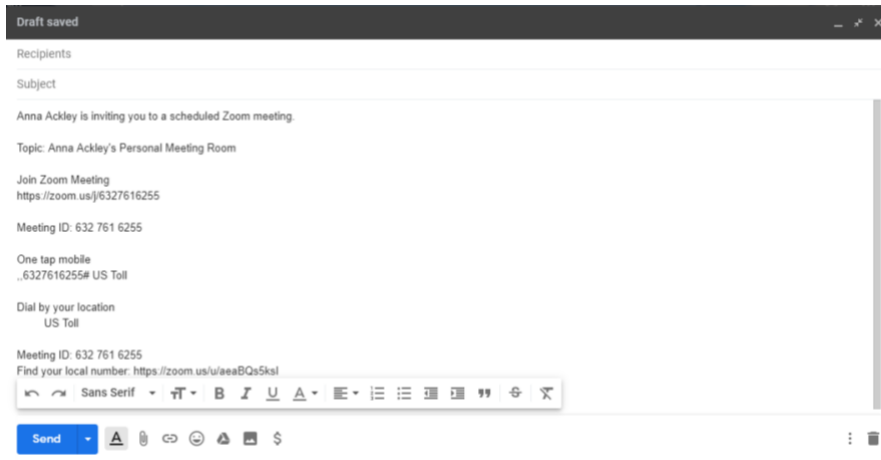 Draft saved
Recipients
Subject
Anna Ackley is inviting you to a scheduled Zoom meeting.
Topic: Anna Ackley's Personal Meeting Room
Join Zoom Meeting
https://zoom.us/j/6327616255
Meeting ID: 632 761 6255
One tap mobile
,,6327616255# US Toll
Dial by your location
US Toll
Meeting ID: 632 761 6255
Find your local number: https://zoom.us/u/aeaBQs5ksl
Sans Serif
Send